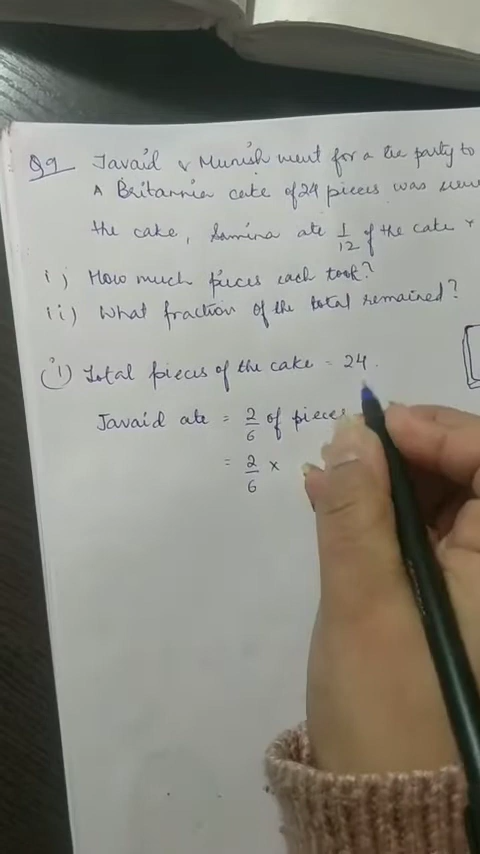 Q9 Javaid & Munish went for a tea party to
A Britannia cake of 24 pieces was
the cake, Samina ate 1/12 of the cake &
i) How much pieces each took?
ii) What fraction of the total remained?
(i) Total pieces of the cake = 24.
Javaid ate = 2/6 of pieces
= 2/6 ×